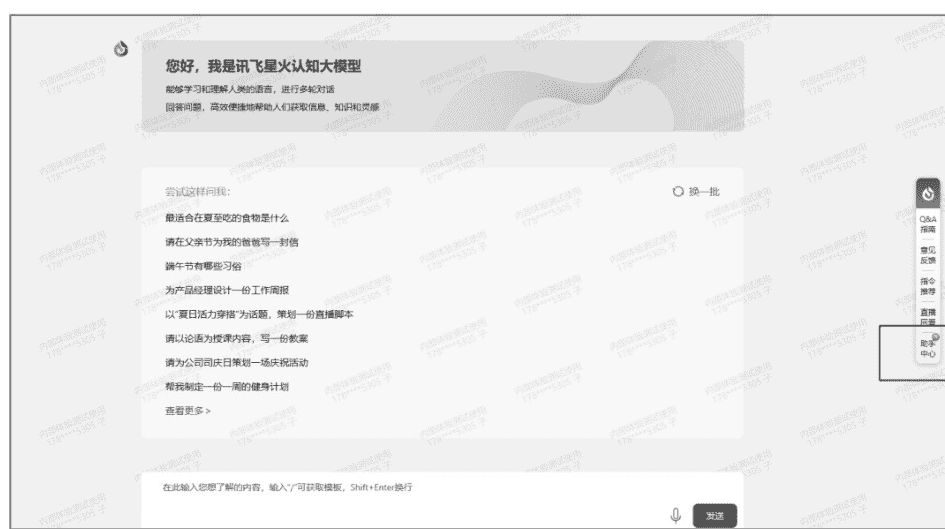 您好，我是讯飞星火认知大模型
能够学习和理解人类的语言，进行多轮对话
回答问题，高效便捷地帮助人们获取信息、知识和灵感
尝试这样问我：
换一批
最适合在夏至吃的食物是什么
请在父亲节为我的爸爸写一封信
端午节有哪些习俗
为产品经理设计一份工作周报
以“夏日活力穿搭”为话题，策划一份直播脚本
请以论语为授课内容，写一份教案
请为公司司庆日策划一场庆祝活动
帮我制定一份一周的健身计划
查看更多>
在此输入您想了解的内容，输入“/”可获取模板，Shift+Enter换行
发送
Q&A
指南
意见
反馈
指令
推荐
直播
回看
助手
中心
内部体验测试使用
178****5305 子